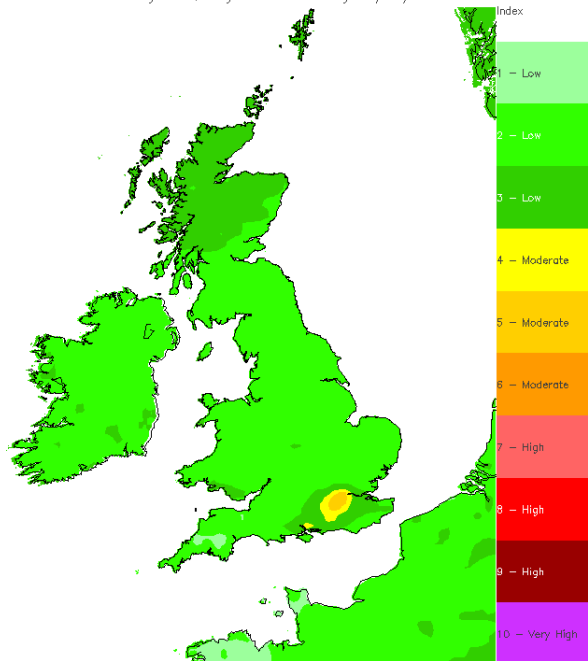 Index
1 – Low
2 – Low
3 – Low
4 – Moderate
5 – Moderate
6 – Moderate
7 – High
8 – High
9 – High
10 – Very High